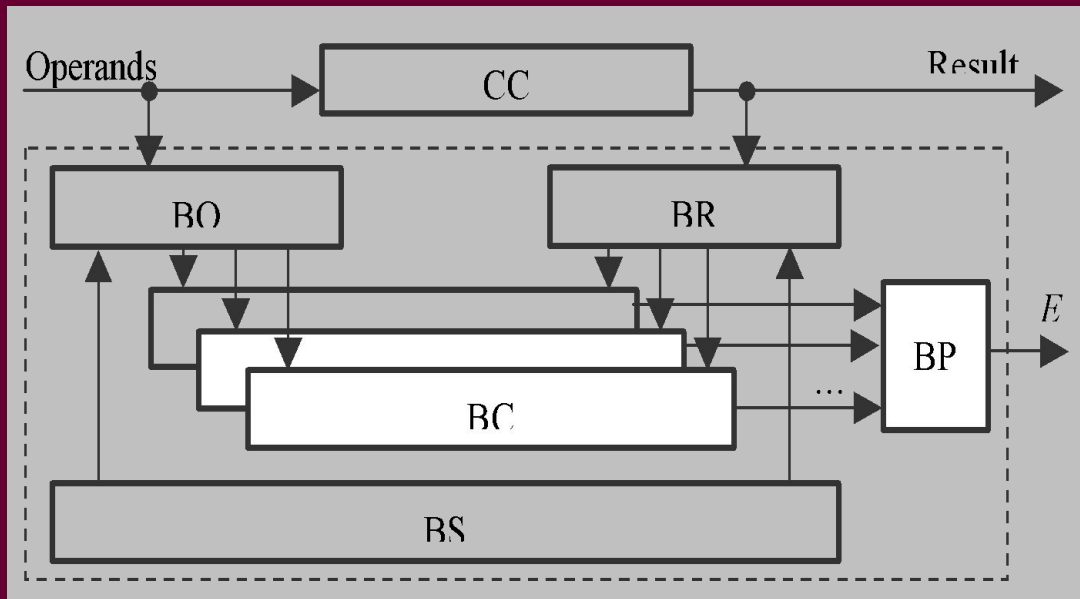 Operands
CC
Result
BO
BR
BC
...
BP
E
BS